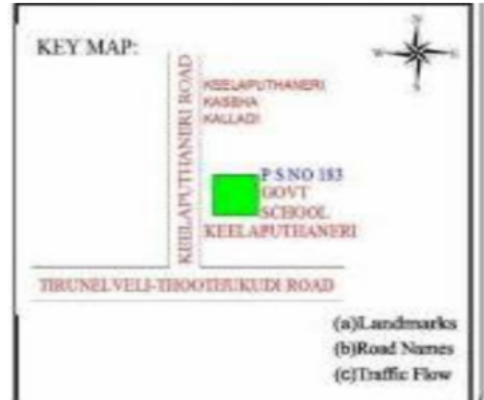 KEY MAP:
N
KEELAPUTHANERI ROAD
KEELAPUTHANERI
KASBHA
KALLADI
P S.NO 183
GOVT
SCHOOL
KEELAPUTHANERI
TIRUNELVELI-THOOTHUKUDI ROAD
(a)Landmarks
(b)Road Names
(c)Traffic Flow